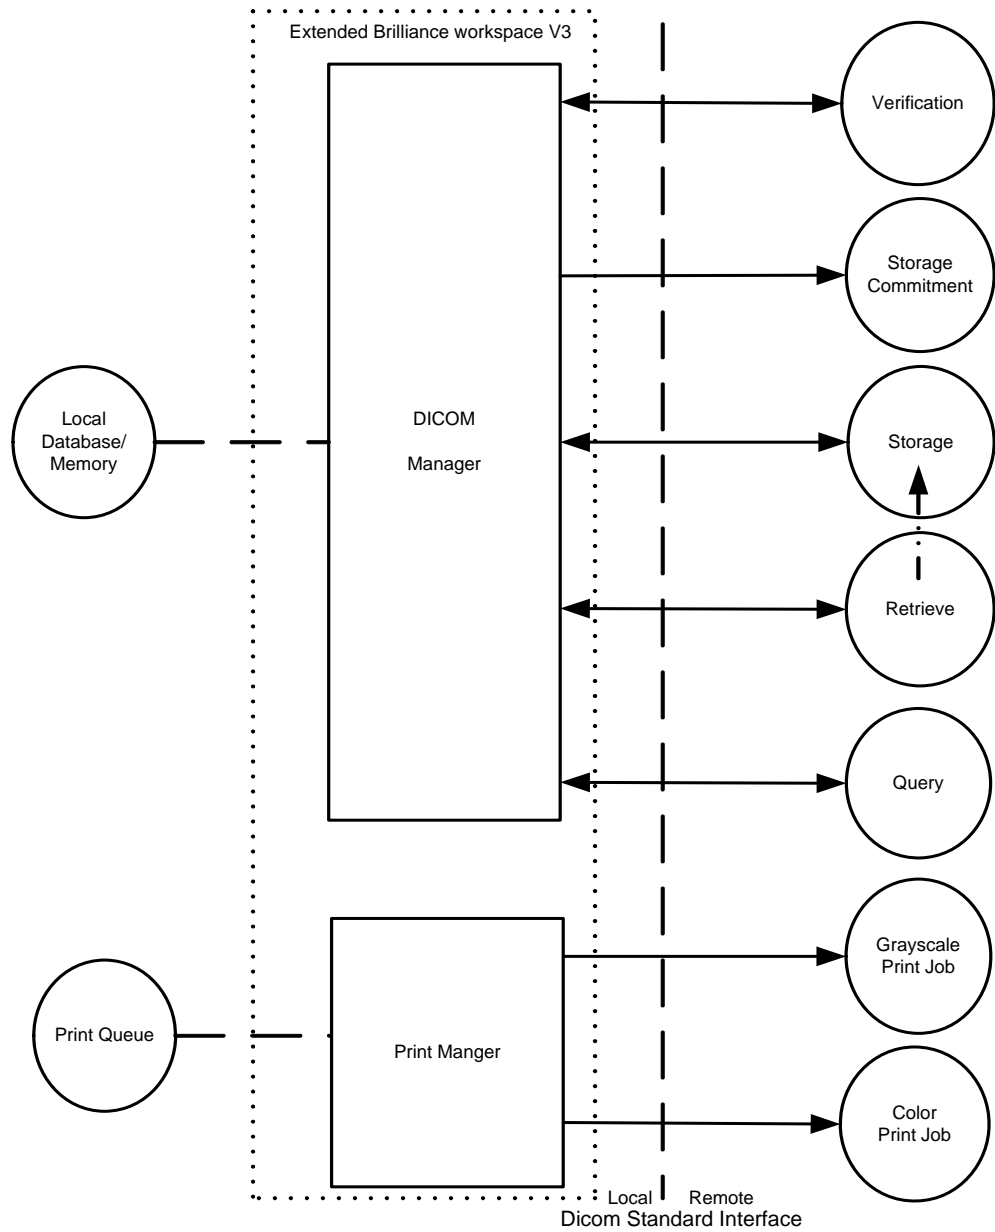 Extended Brilliance workspace V3
Verification
Storage
Commitment
Local
Database/
Memory
DICOM
Manager
Storage
Retrieve
Query
Grayscale
Print Job
Print Queue
Print Manger
Color
Print Job
Local
Remote
Dicom Standard Interface